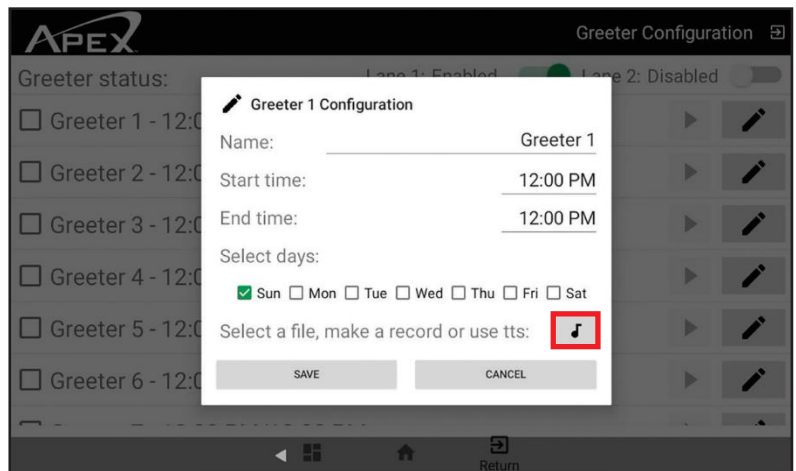 APEX
Greeter Configuration
Greeter status: Lane 1: Enabled Lane 2: Disabled
Greeter 1 - 12:0
Greeter 2 - 12:0
Greeter 3 - 12:0
Greeter 4 - 12:0
Greeter 5 - 12:0
Greeter 6 - 12:0
Greeter 1 Configuration
Name: Greeter 1
Start time: 12:00 PM
End time: 12:00 PM
Select days:
Sun Mon Tue Wed Thu Fri Sat
Select a file, make a record or use tts:
SAVE CANCEL
Return